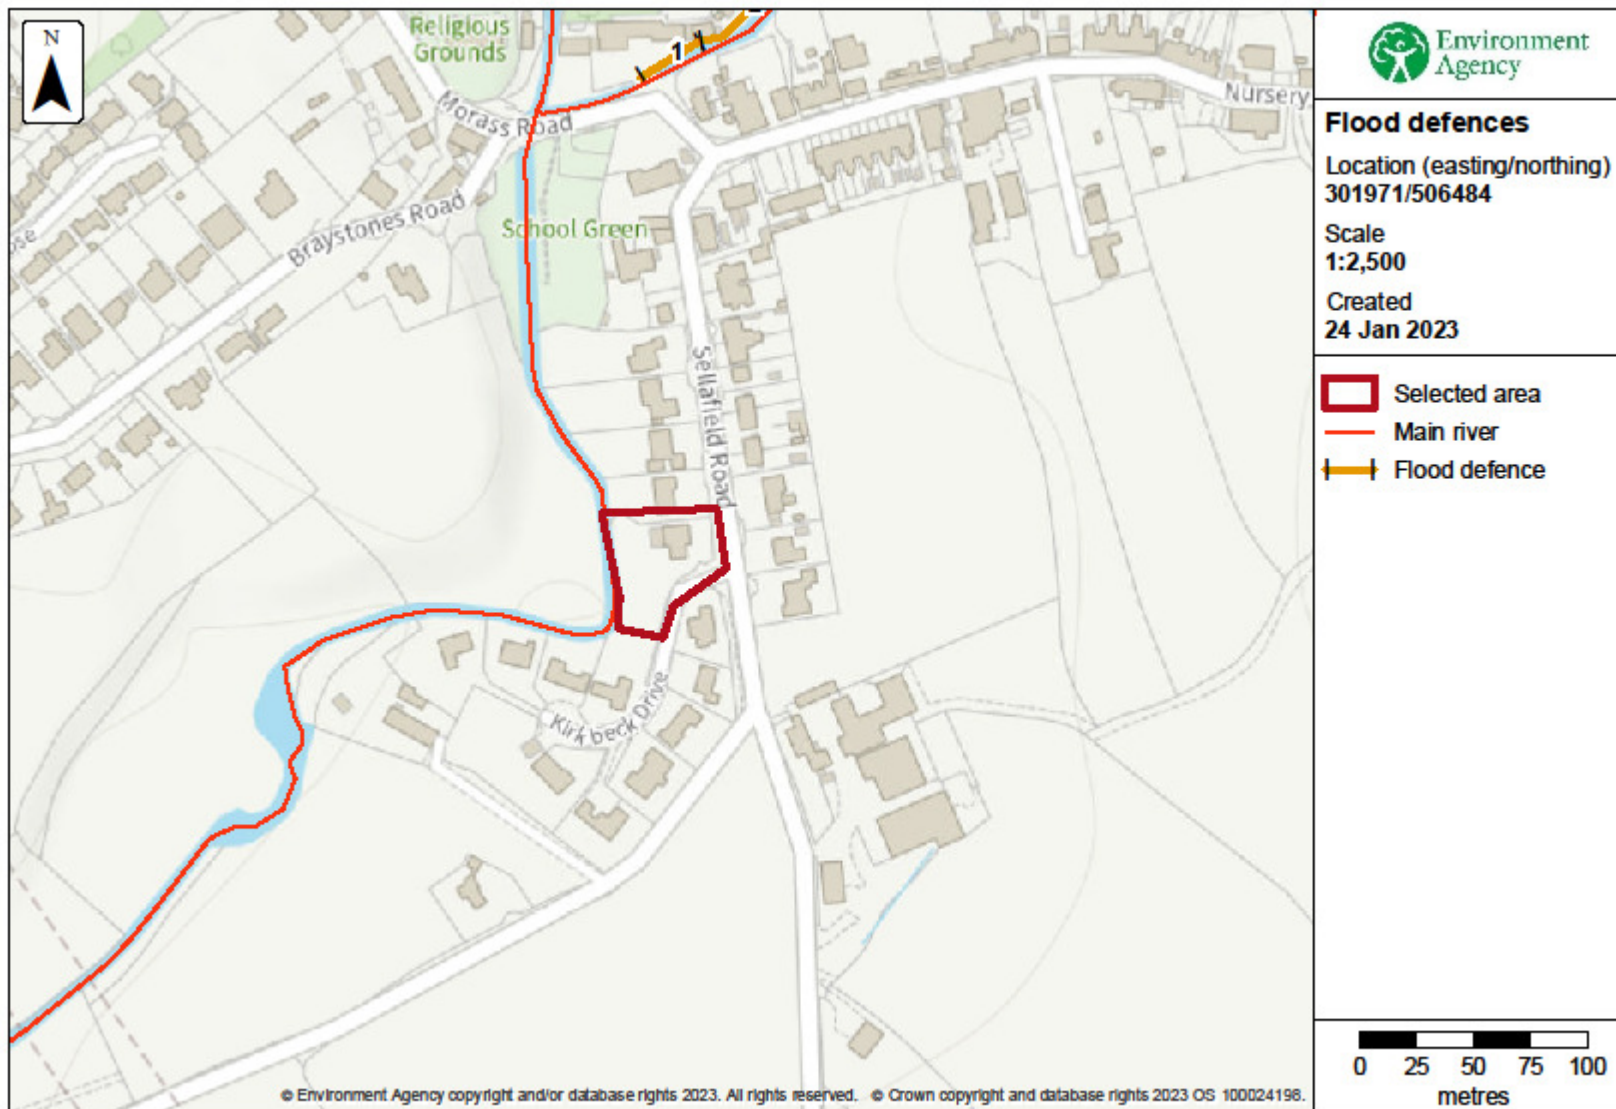 N
Religious
Grounds
1
Morass Road
Nursery
Braystones Road
School Green
Sellafield Road
Kirkbeck Drive
© Environment Agency copyright and/or database rights 2023. All rights reserved. © Crown copyright and database rights 2023 OS 100024198.
Environment
Agency
Flood defences
Location (easting/northing)
301971/506484
Scale
1:2,500
Created
24 Jan 2023
Selected area
Main river
Flood defence
0 25 50 75 100
metres